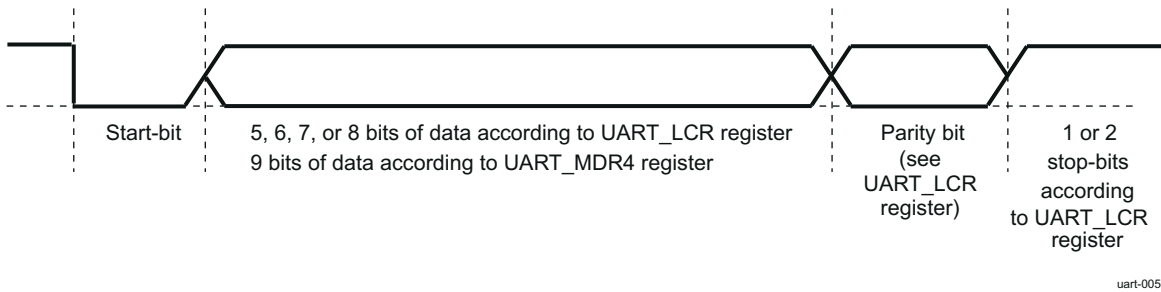 Start-bit
5, 6, 7, or 8 bits of data according to UART_LCR register
9 bits of data according to UART_MDR4 register
Parity bit
(see
UART_LCR
register)
1 or 2
stop-bits
according
to UART_LCR
register
uart-005